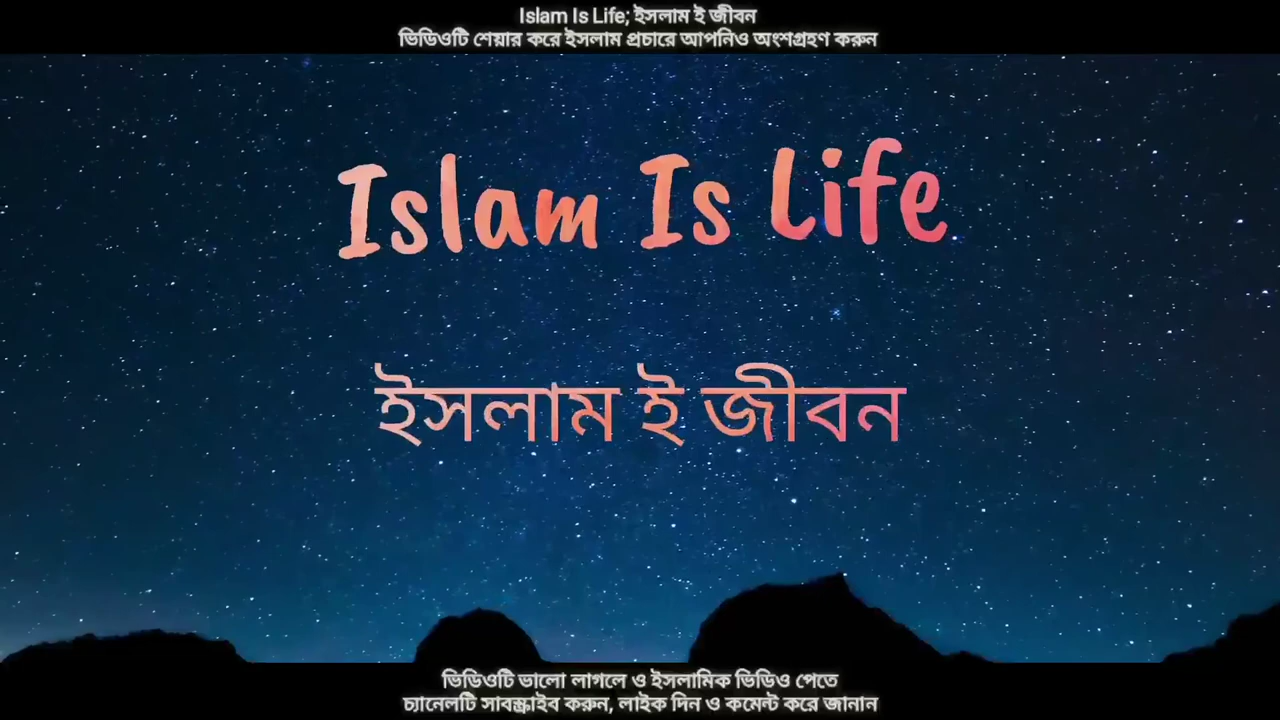 Islam Is Life; ইসলাম ই জীবন
ভিডিওটি শেয়ার করে ইসলাম প্রচারে আপনিও অংশগ্রহণ করুন
Islam Is Life
ইসলাম ই জীবন
ভিডিওটি ভালো লাগলে ও ইসলামিক ভিডিও পেতে
চ্যানেলটি সাবস্ক্রাইব করুন, লাইক দিন ও কমেন্ট করে জানান